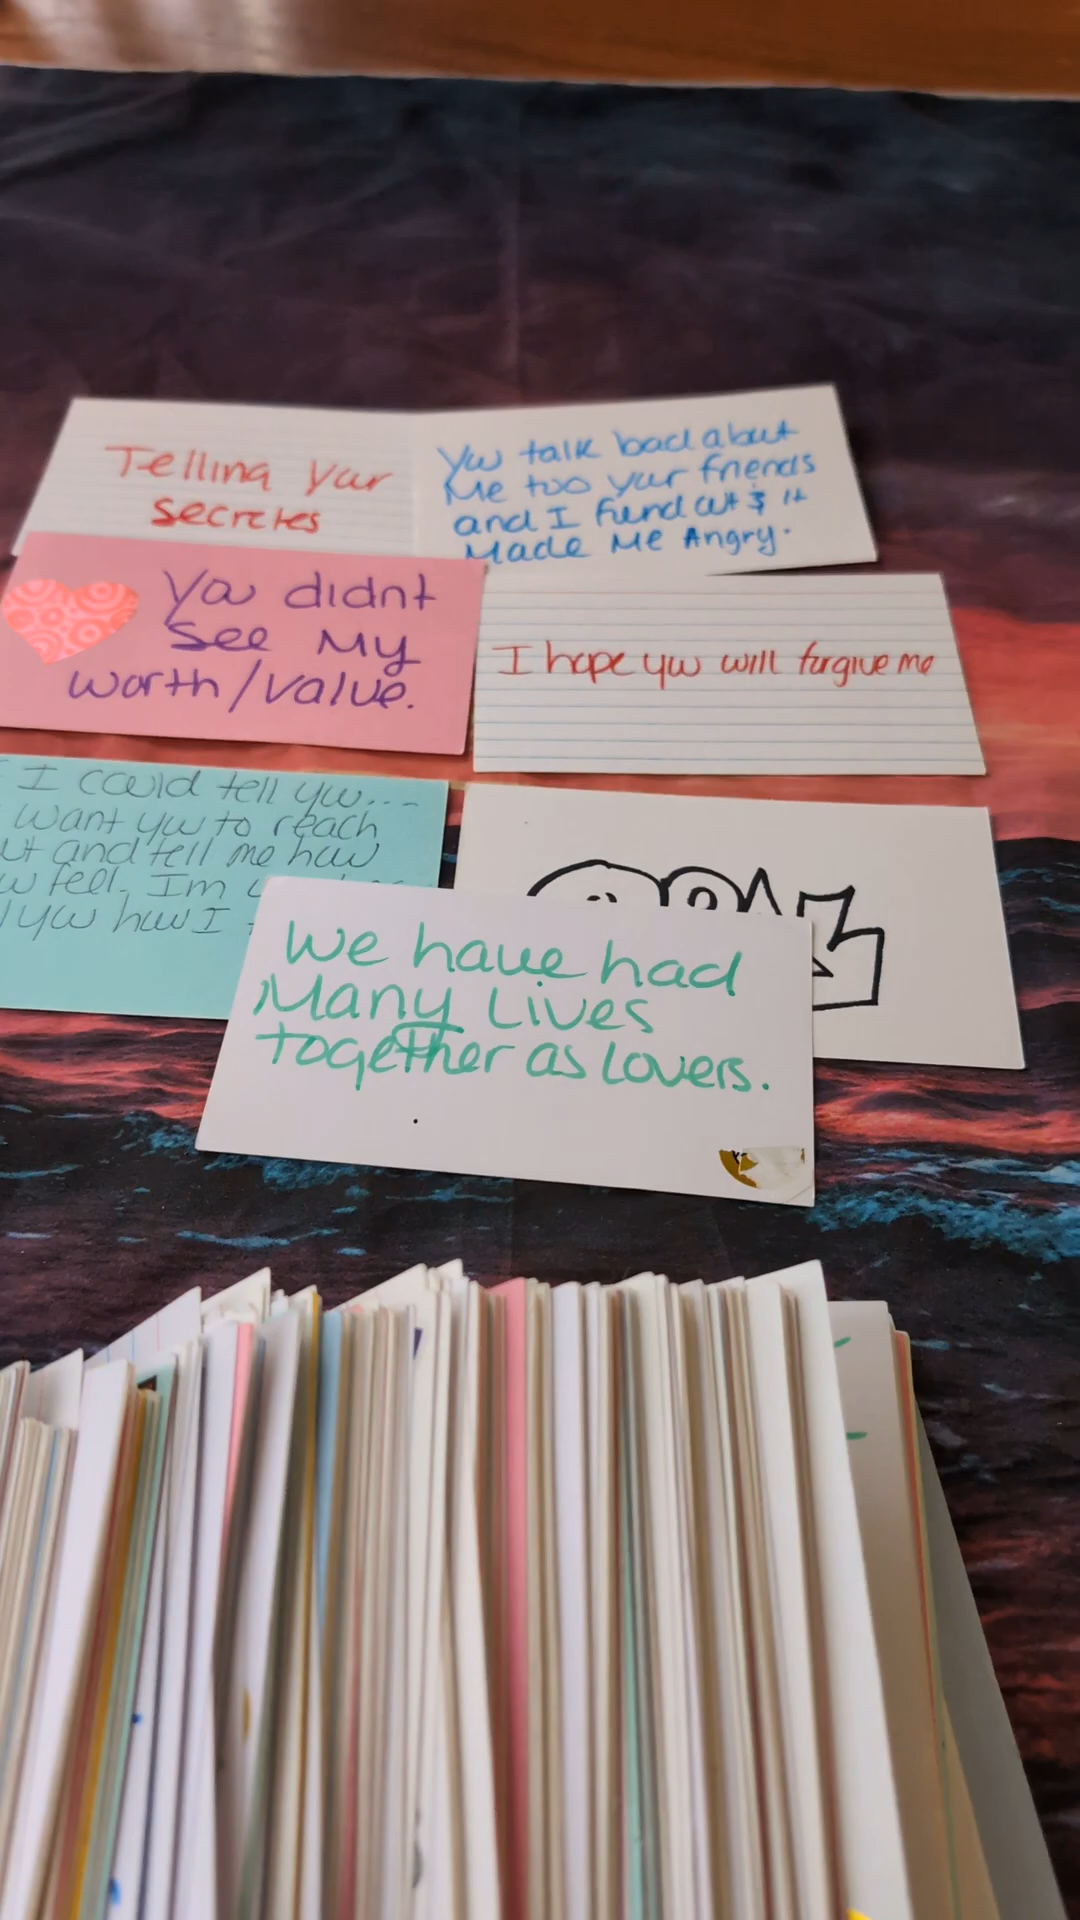 Telling your
secretes
You talk bad about
Me too your friends
and I fund out & it
Made Me Angry.
You didnt
see My
worth/value.
I hope you will forgive me
I could tell you...
want you to reach
and tell me how
feel. Im
you how I
We have had
Many Lives
together as lovers.